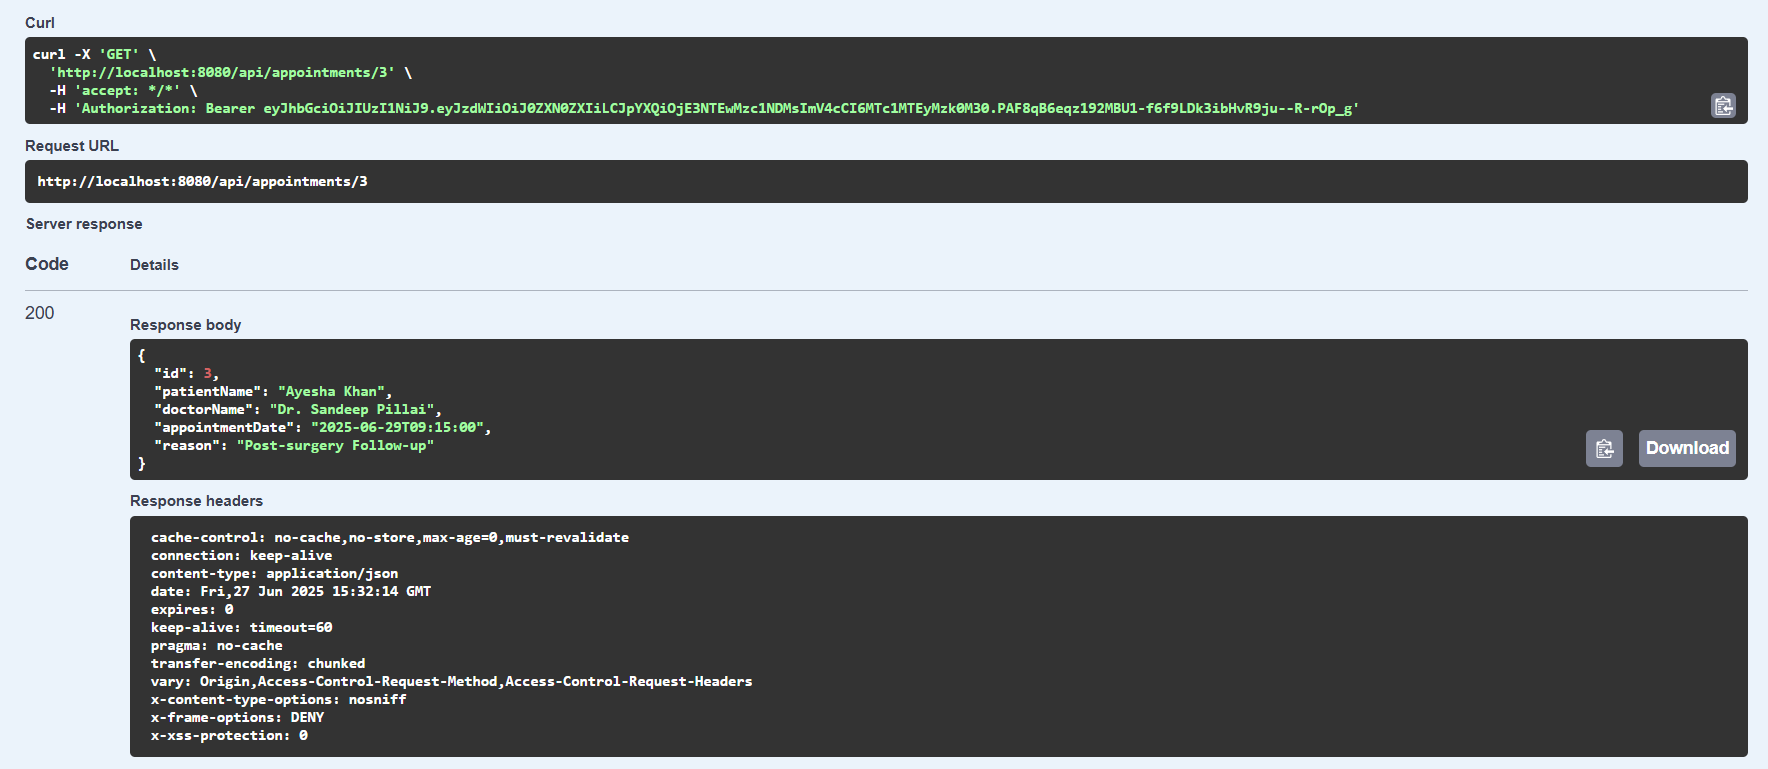 Curl
curl -X 'GET' \
'http://localhost:8080/api/appointments/3' \
-H 'accept: */*' \
-H 'Authorization: Bearer eyJhbGciOiJIUzI1NiJ9.eyJzdWIiOiJ0ZXN0ZXIiLCJpYXQiOjE3NTEwMzc1NDMsImV4cCI6MTc1MTEyMzk0M30.PAF8qB6eqz192MBU1-f6f9LDk3ibHvR9ju--R-rOp_g'
Request URL
http://localhost:8080/api/appointments/3
Server response
Code Details
200
Response body
{
"id": 3,
"patientName": "Ayesha Khan",
"doctorName": "Dr. Sandeep Pillai",
"appointmentDate": "2025-06-29T09:15:00",
"reason": "Post-surgery Follow-up"
}
Download
Response headers
cache-control: no-cache,no-store,max-age=0,must-revalidate
connection: keep-alive
content-type: application/json
date: Fri,27 Jun 2025 15:32:14 GMT
expires: 0
keep-alive: timeout=60
pragma: no-cache
transfer-encoding: chunked
vary: Origin,Access-Control-Request-Method,Access-Control-Request-Headers
x-content-type-options: nosniff
x-frame-options: DENY
x-xss-protection: 0